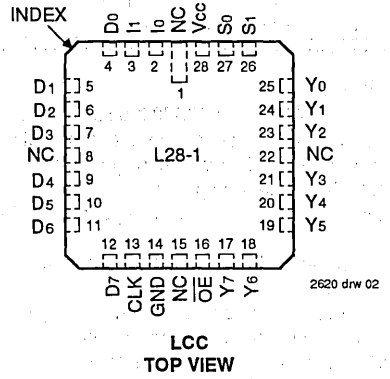 INDEX
D0 I1 I0 NC VCC S0 S1
4 3 2 1 28 27 26
D1 5 25 Y0
D2 6 24 Y1
D3 7 23 Y2
NC 8 L28-1 22 NC
D4 9 21 Y3
D5 10 20 Y4
D6 11 19 Y5
12 13 14 15 16 17 18
D7 CLK GND NC OE Y7 Y6
2620 drw 02
LCC
TOP VIEW